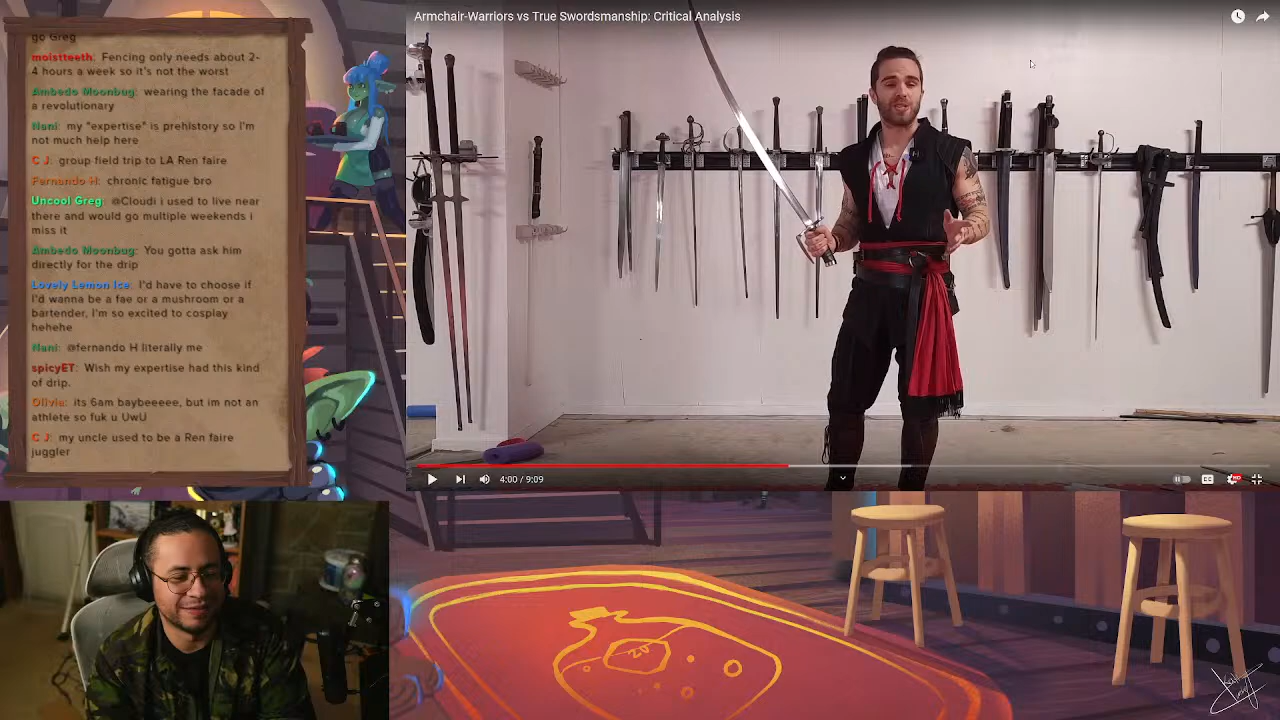 go Greg
moistteeth: Fencing only needs about 2-
4 hours a week so it's not the worst
Ambedo Moonbug: wearing the facade of
a revolutionary
Nani: my "expertise" is prehistory so I'm
not much help here
C J: group field trip to LA Ren faire
Fernando H: chronic fatigue bro
Uncool Greg: @Cloudi i used to live near
there and would go multiple weekends i
miss it
Ambedo Moonbug: You gotta ask him
directly for the drip
Lovely Lemon Ice: I'd have to choose if
I'd wanna be a fae or a mushroom or a
bartender, I'm so excited to cosplay
hehehe
Nani: @fernando H literally me
spicyET: Wish my expertise had this kind
of drip.
Olivia: its 6am baybeeeee, but im not an
athlete so fuk u UwU
C J: my uncle used to be a Ren faire
juggler
Armchair-Warriors vs True Swordsmanship: Critical Analysis
4:00 / 9:09
CC
HD
20